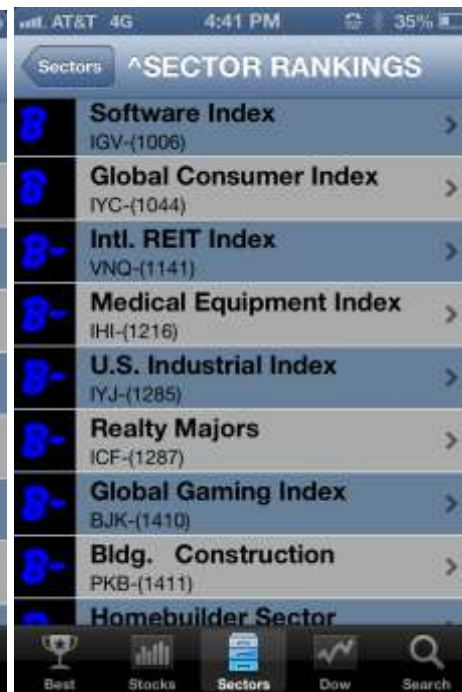 AT&T 4G 4:41 PM 35%
Sectors ^SECTOR RANKINGS
B Software Index
IGV-(1006)
B Global Consumer Index
IYC-(1044)
B- Intl. REIT Index
VNQ-(1141)
B- Medical Equipment Index
IHI-(1216)
B- U.S. Industrial Index
IYJ-(1285)
B- Realty Majors
ICF-(1287)
B- Global Gaming Index
BJK-(1410)
B- Bldg. Construction
PKB-(1411)
B- Homebuilder Sector
Best Stocks Sectors Dow Search